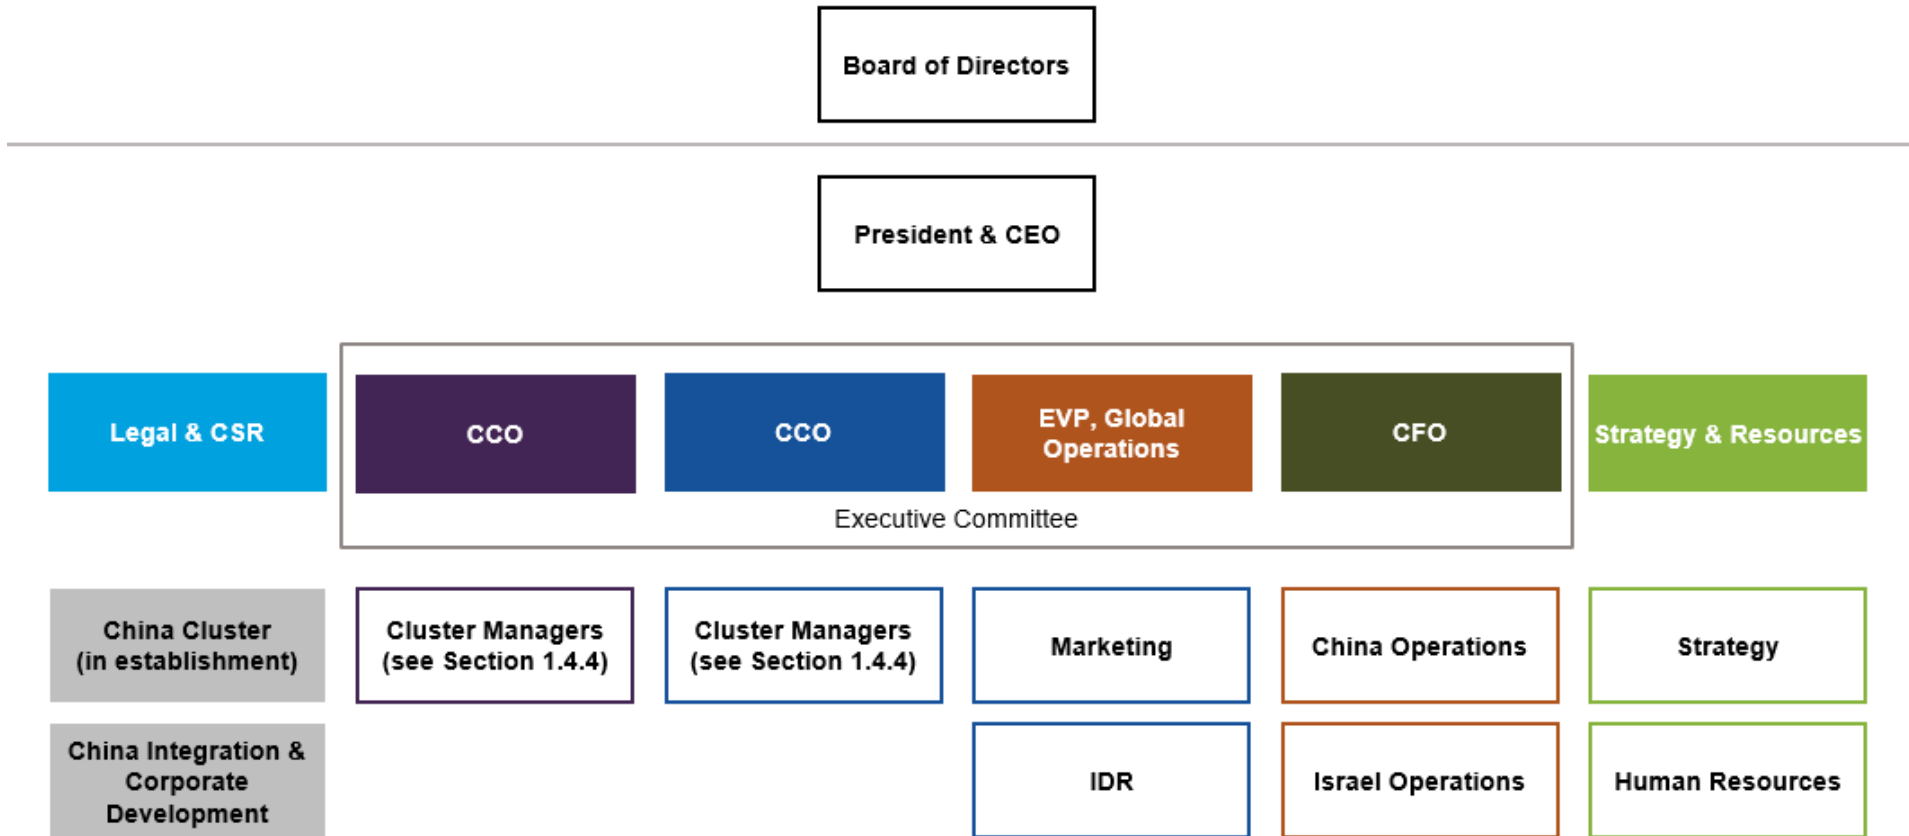 Board of Directors
President & CEO
Legal & CSR
CCO
CCO
EVP, Global
Operations
CFO
Strategy & Resources
Executive Committee
China Cluster
(in establishment)
Cluster Managers
(see Section 1.4.4)
Cluster Managers
(see Section 1.4.4)
Marketing
China Operations
Strategy
China Integration &
Corporate
Development
IDR
Israel Operations
Human Resources